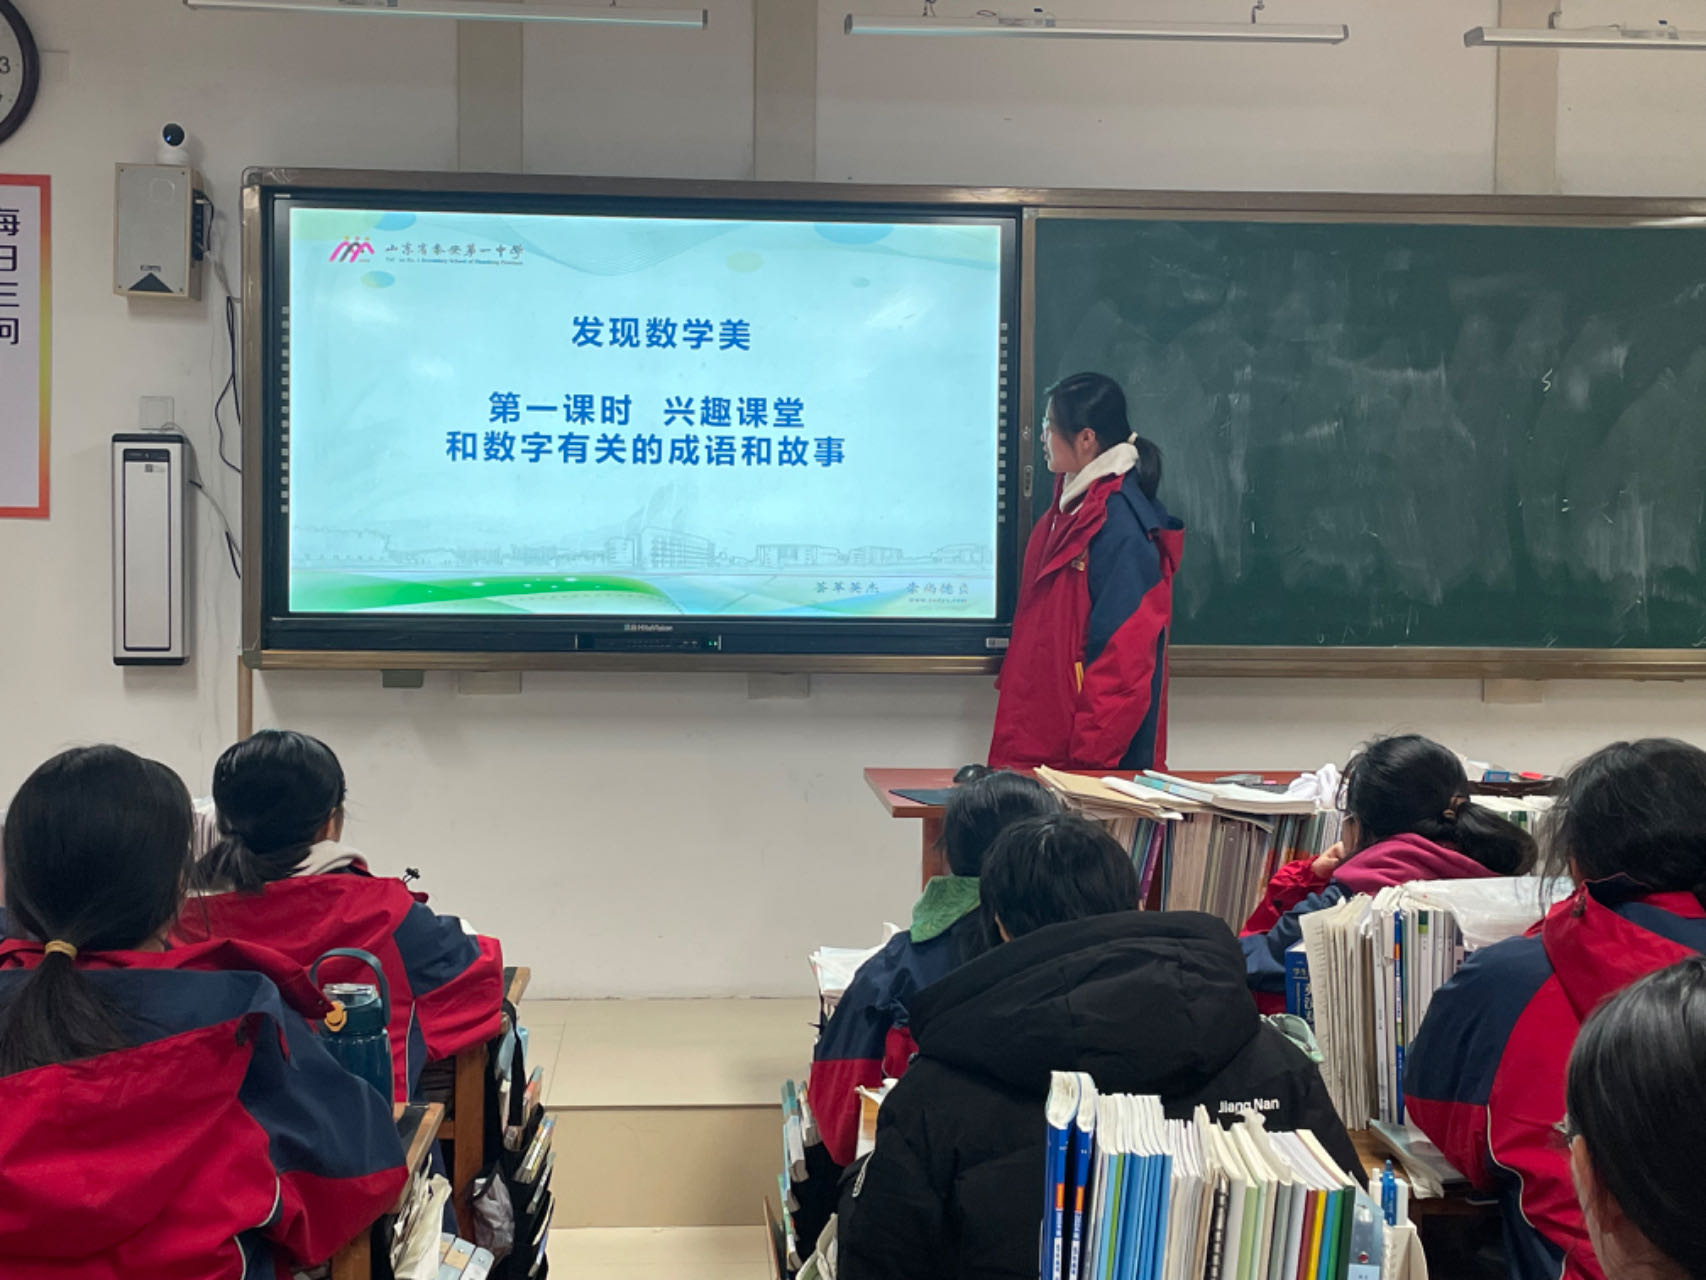 每日三问
山东省泰安第一中学
发现数学美
第一课时 兴趣课堂
和数字有关的成语和故事
荟萃英杰 崇尚德贞
HiteVision
Jiang Nan
3